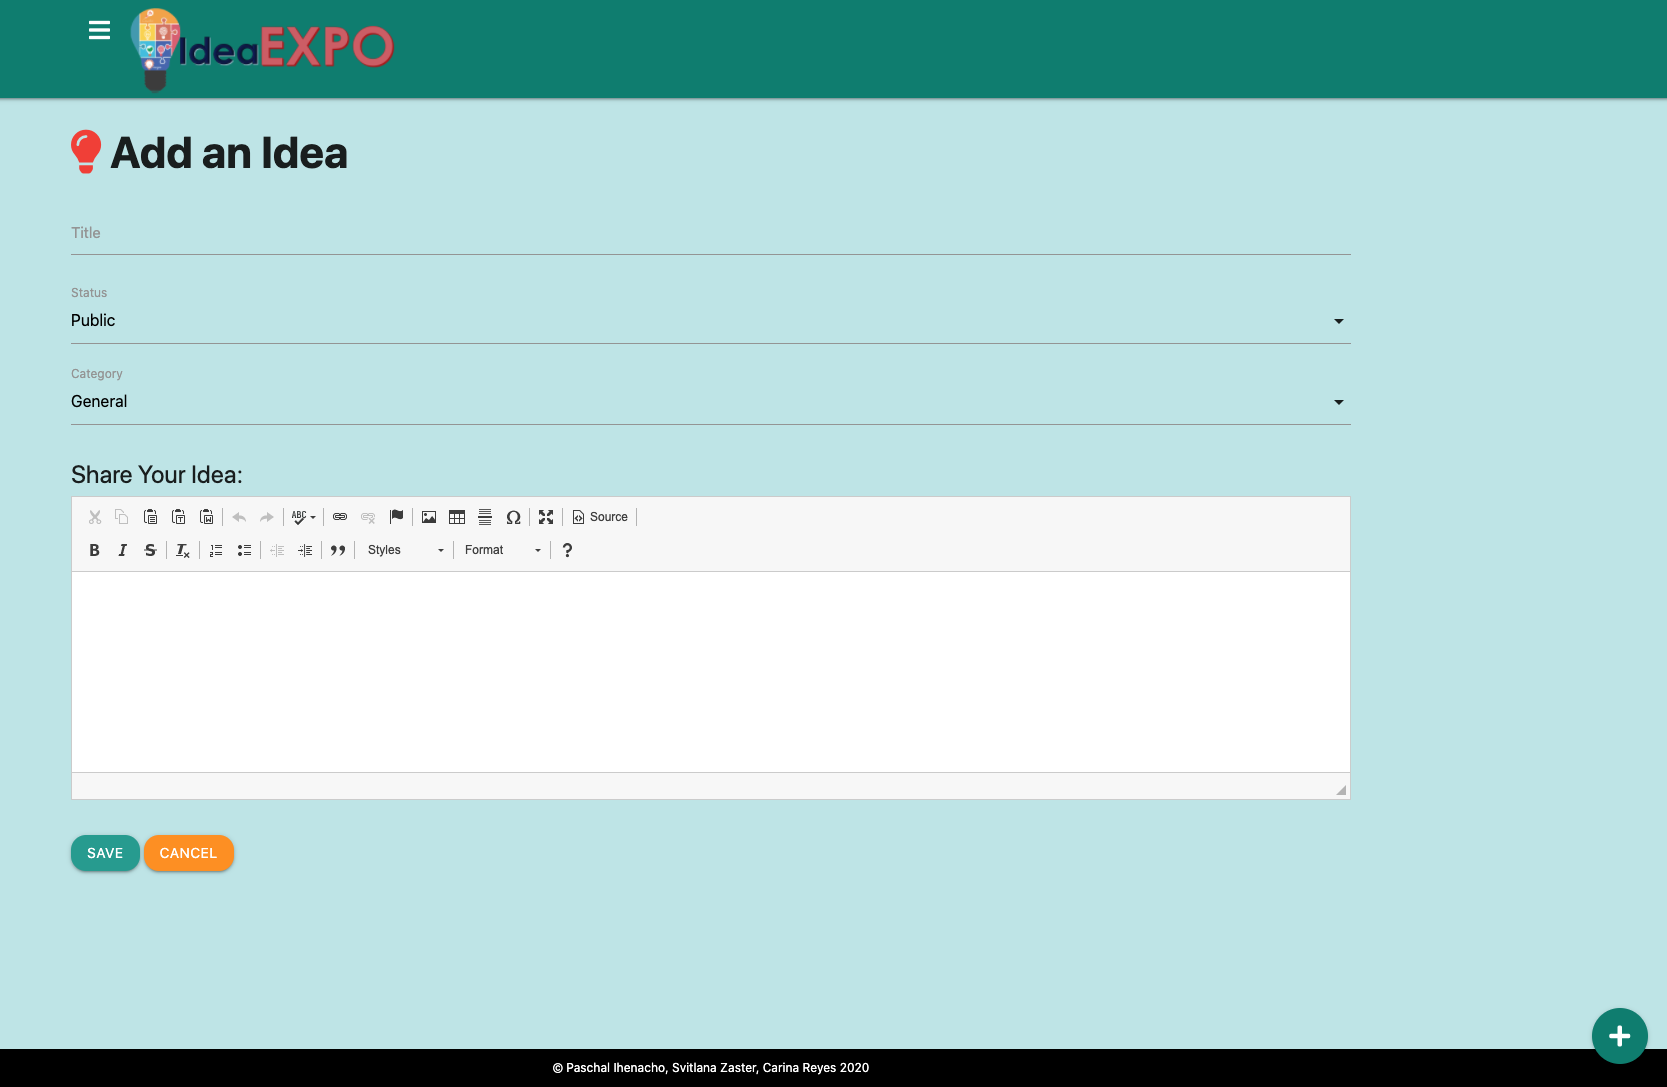 IdeaEXPO
Add an Idea
Title
Status
Public
Category
General
Share Your Idea:
ABC Ω Source
B I S Tx Styles Format ?
SAVE CANCEL
© Paschal Ihenacho, Svitlana Zaster, Carina Reyes 2020